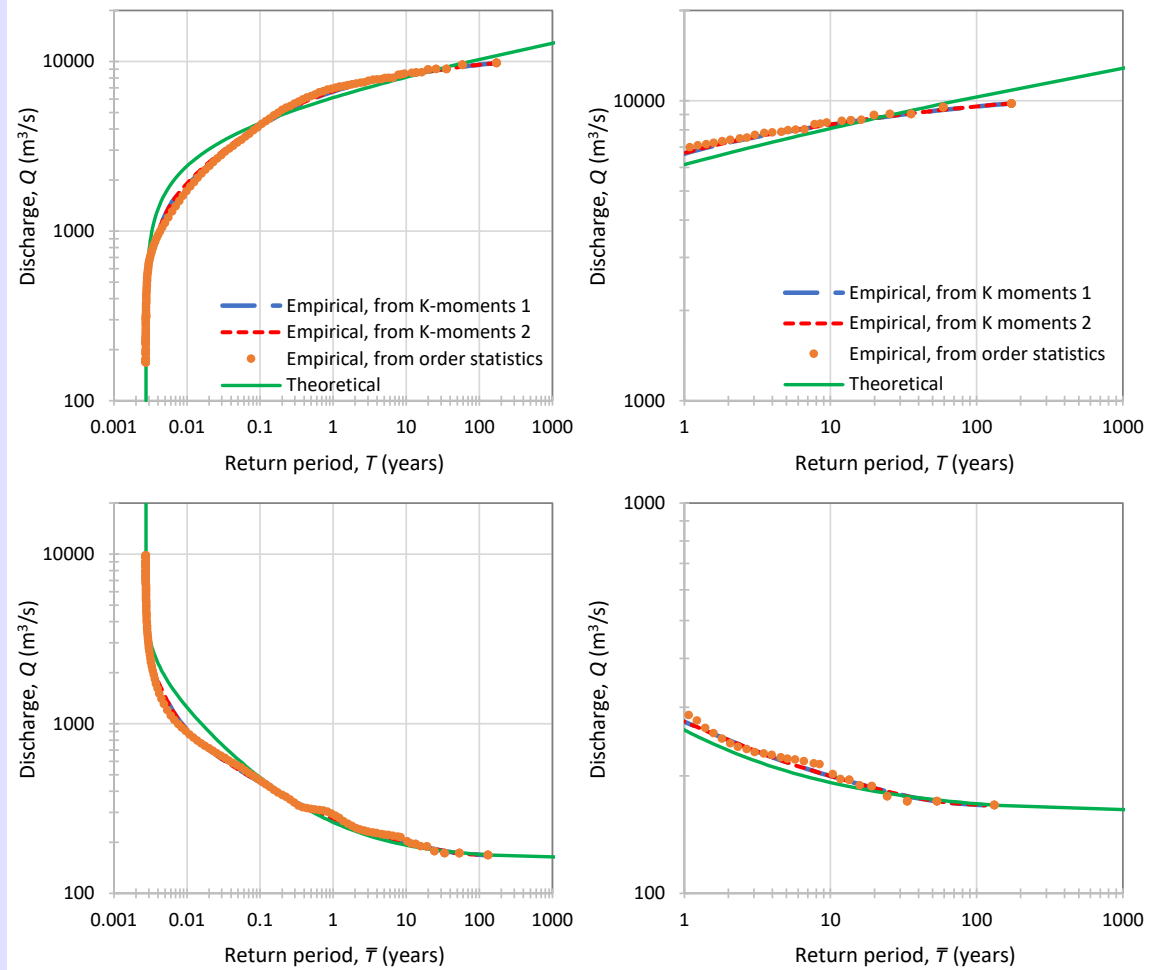 10000
1000
100
0.001 0.01 0.1 1 10 100 1000
Discharge, Q (m³/s)
Return period, T (years)
Empirical, from K-moments 1
Empirical, from K-moments 2
Empirical, from order statistics
Theoretical
10000
1000
1 10 100 1000
Discharge, Q (m³/s)
Return period, T (years)
Empirical, from K moments 1
Empirical, from K moments 2
Empirical, from order statistics
Theoretical
10000
1000
100
0.001 0.01 0.1 1 10 100 1000
Discharge, Q (m³/s)
Return period, T̅ (years)
1000
100
1 10 100 1000
Discharge, Q (m³/s)
Return period, T̅ (years)